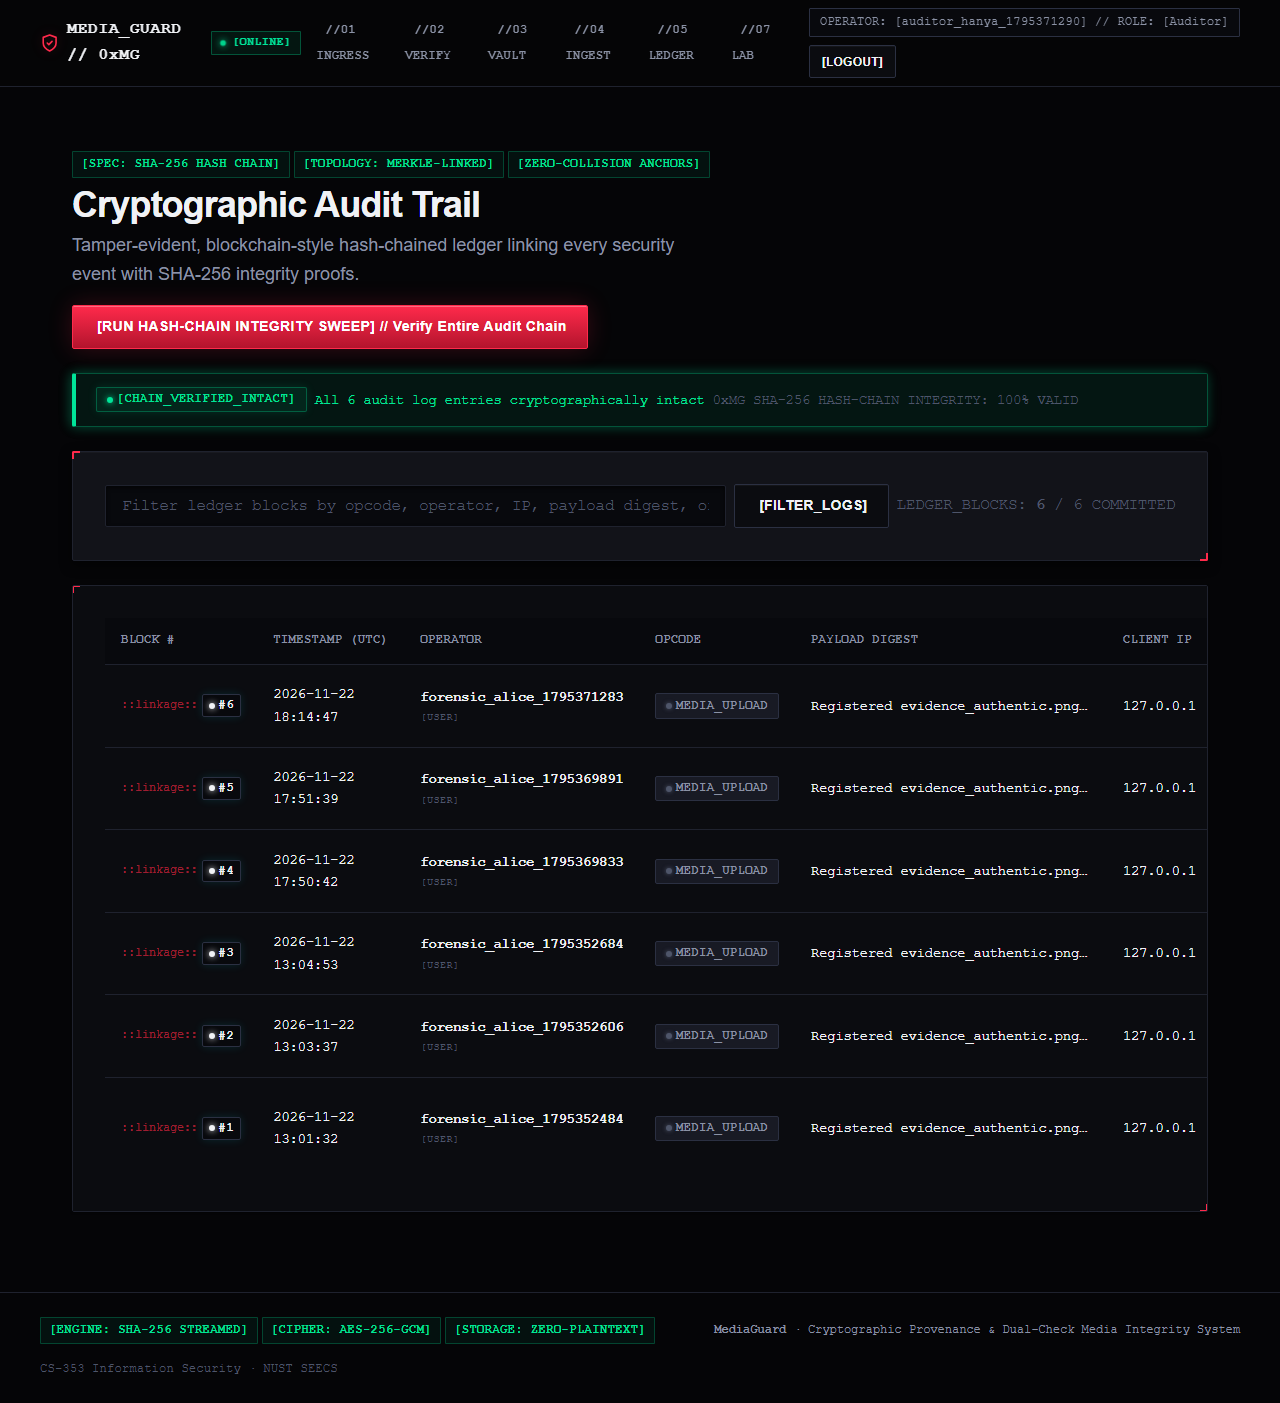 MEDIA_GUARD // 0xMG
[ONLINE]
//01 INGRESS
//02 VERIFY
//03 VAULT
//04 INGEST
//05 LEDGER
//07 LAB
OPERATOR: [auditor_hanya_1795371290] // ROLE: [Auditor]
[LOGOUT]
[SPEC: SHA-256 HASH CHAIN] [TOPOLOGY: MERKLE-LINKED] [ZERO-COLLISION ANCHORS]
Cryptographic Audit Trail
Tamper-evident, blockchain-style hash-chained ledger linking every security
event with SHA-256 integrity proofs.
[RUN HASH-CHAIN INTEGRITY SWEEP] // Verify Entire Audit Chain
[CHAIN_VERIFIED_INTACT] All 6 audit log entries cryptographically intact 0xMG SHA-256 HASH-CHAIN INTEGRITY: 100% VALID
Filter ledger blocks by opcode, operator, IP, payload digest, o [FILTER_LOGS] LEDGER_BLOCKS: 6 / 6 COMMITTED
BLOCK # TIMESTAMP (UTC) OPERATOR OPCODE PAYLOAD DIGEST CLIENT IP
::linkage:: #6 2026-11-22 18:14:47 forensic_alice_1795371283 [USER] MEDIA_UPLOAD Registered evidence_authentic.png… 127.0.0.1
::linkage:: #5 2026-11-22 17:51:39 forensic_alice_1795369891 [USER] MEDIA_UPLOAD Registered evidence_authentic.png… 127.0.0.1
::linkage:: #4 2026-11-22 17:50:42 forensic_alice_1795369833 [USER] MEDIA_UPLOAD Registered evidence_authentic.png… 127.0.0.1
::linkage:: #3 2026-11-22 13:04:53 forensic_alice_1795352684 [USER] MEDIA_UPLOAD Registered evidence_authentic.png… 127.0.0.1
::linkage:: #2 2026-11-22 13:03:37 forensic_alice_1795352606 [USER] MEDIA_UPLOAD Registered evidence_authentic.png… 127.0.0.1
::linkage:: #1 2026-11-22 13:01:32 forensic_alice_1795352484 [USER] MEDIA_UPLOAD Registered evidence_authentic.png… 127.0.0.1
[ENGINE: SHA-256 STREAMED] [CIPHER: AES-256-GCM] [STORAGE: ZERO-PLAINTEXT]
MediaGuard · Cryptographic Provenance & Dual-Check Media Integrity System
CS-353 Information Security · NUST SEECS